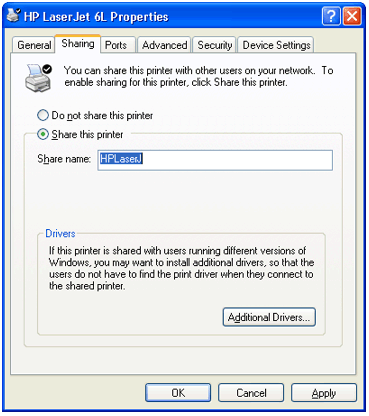 HP LaserJet 6L Properties
General Sharing Ports Advanced Security Device Settings
You can share this printer with other users on your network. To
enable sharing for this printer, click Share this printer.
Do not share this printer
Share this printer
Share name: HPLaserJ
Drivers
If this printer is shared with users running different versions of
Windows, you may want to install additional drivers, so that the
users do not have to find the print driver when they connect to
the shared printer.
Additional Drivers...
OK Cancel Apply